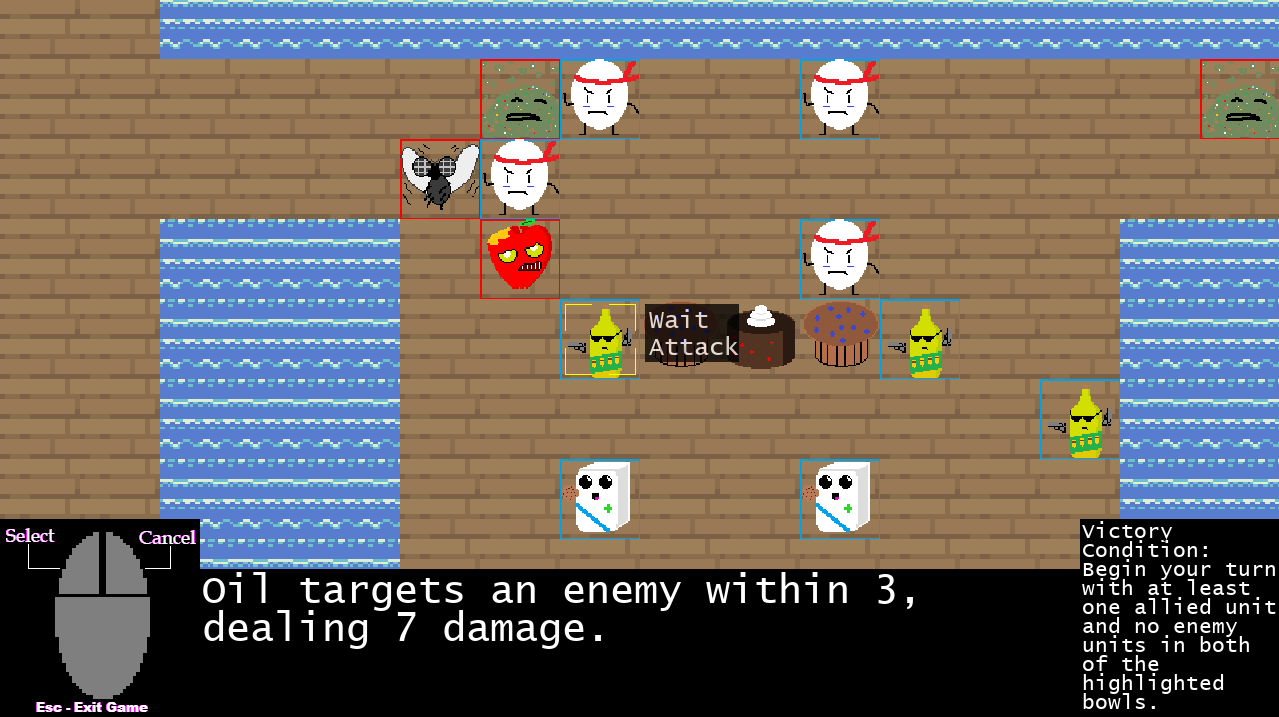 Wait
Attack
Select
Cancel
Esc - Exit Game
Oil targets an enemy within 3,
dealing 7 damage.
Victory
Condition:
Begin your turn
with at least
one allied unit
and no enemy
units in both
of the
highlighted
bowls.